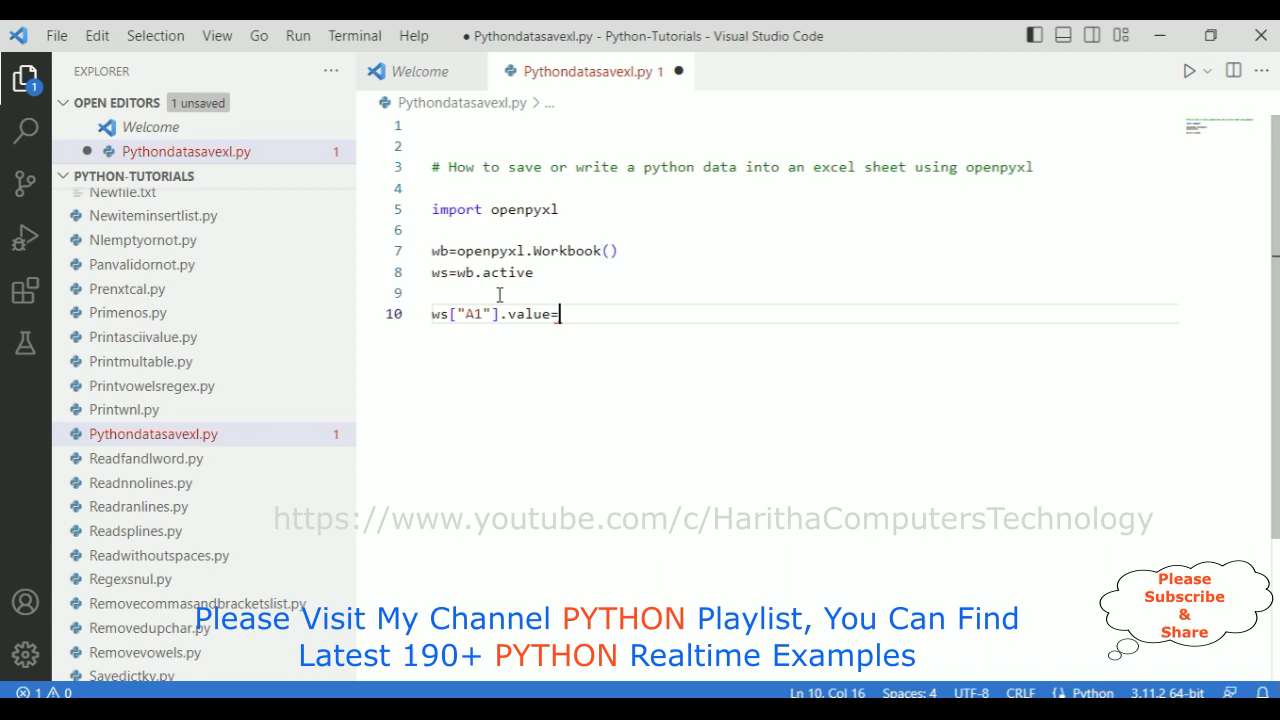 File Edit Selection View Go Run Terminal Help ● Pythondatasavexl.py - Python-Tutorials - Visual Studio Code
EXPLORER ···
Welcome
Pythondatasavexl.py 1 ●
OPEN EDITORS 1 unsaved
Welcome
● Pythondatasavexl.py 1
PYTHON-TUTORIALS
Newfile.txt
Newiteminsertlist.py
Nlemptyornot.py
Panvalidornot.py
Prenxtcal.py
Primenos.py
Printasciivalue.py
Printmultable.py
Printvowelsregex.py
Printwnl.py
Pythondatasavexl.py 1
Readfandlword.py
Readnnolines.py
Readranlines.py
Readsplines.py
Readwithoutspaces.py
Regexsnul.py
Removecommasandbracketslist.py
Removedupchar.py
Removevowels.py
Savedictkv.py
1
Pythondatasavexl.py > ...
1
2
3 # How to save or write a python data into an excel sheet using openpyxl
4
5 import openpyxl
6
7 wb=openpyxl.Workbook()
8 ws=wb.active
9
10 ws["A1"].value=
https://www.youtube.com/c/HarithaComputersTechnology
Please
Subscribe
&
Share
Please Visit My Channel PYTHON Playlist, You Can Find
Latest 190+ PYTHON Realtime Examples
1 0 Ln 10, Col 16 Spaces: 4 UTF-8 CRLF Python 3.11.2 64-bit